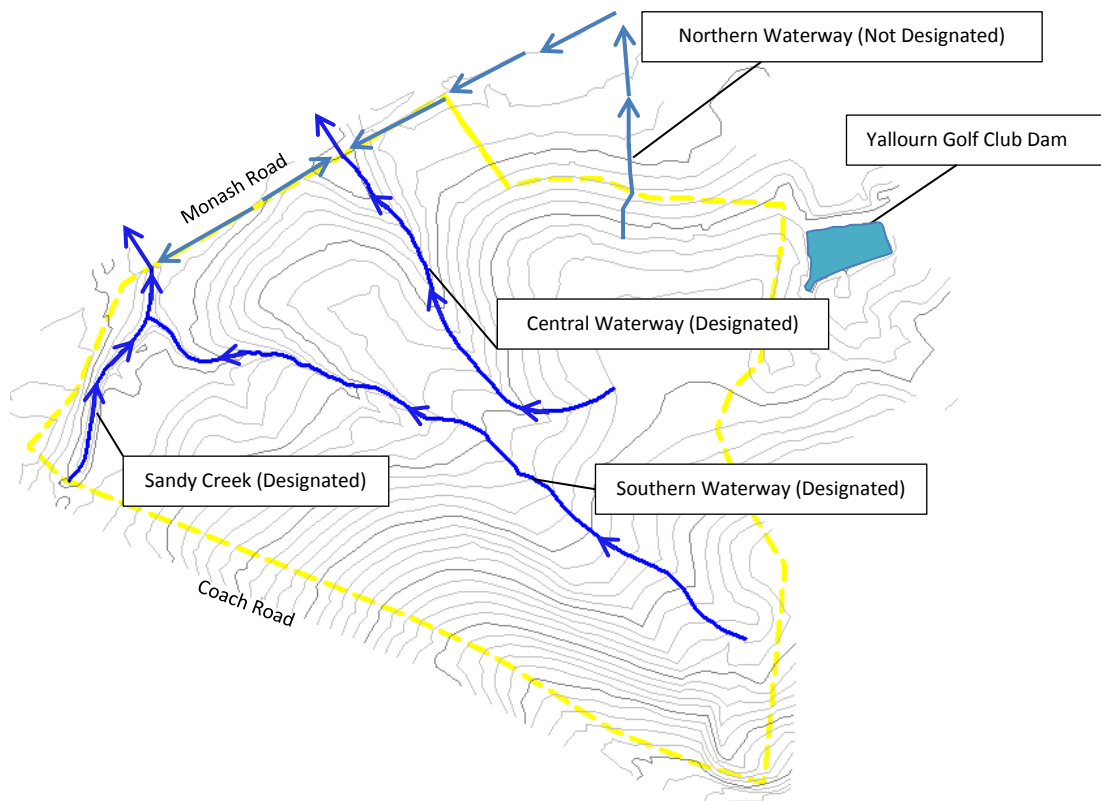 Northern Waterway (Not Designated)
Yallourn Golf Club Dam
Monash Road
Central Waterway (Designated)
Sandy Creek (Designated)
Southern Waterway (Designated)
Coach Road